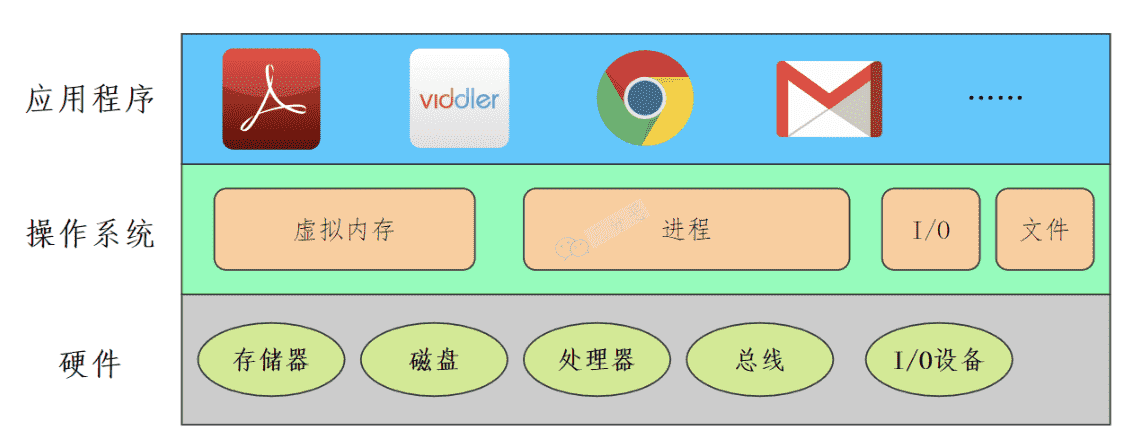 应用程序
viddler
······
操作系统
虚拟内存
进程
I/O
文件
硬件
存储器
磁盘
处理器
总线
I/O设备